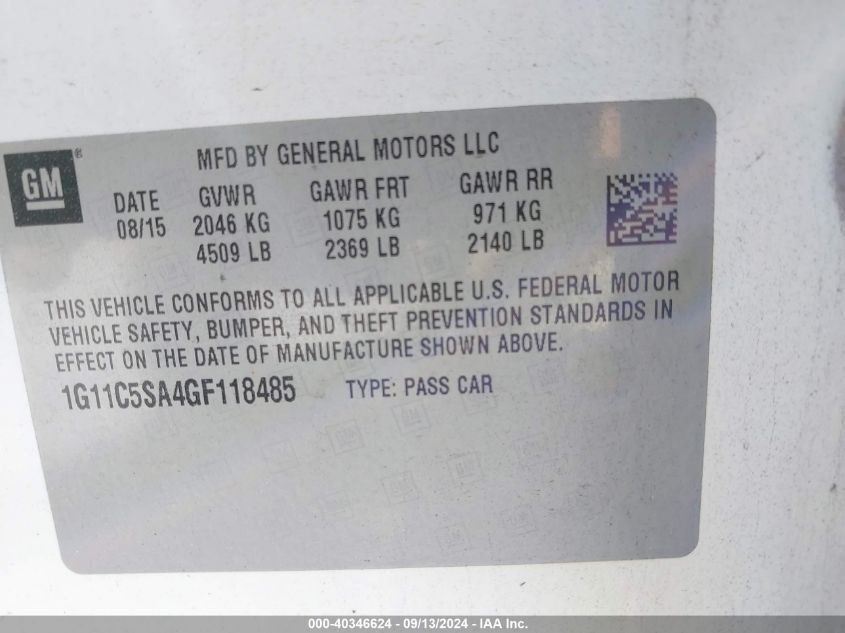 GM ®
MFD BY GENERAL MOTORS LLC
DATE GVWR GAWR FRT GAWR RR
08/15 2046 KG 1075 KG 971 KG
4509 LB 2369 LB 2140 LB
THIS VEHICLE CONFORMS TO ALL APPLICABLE U.S. FEDERAL MOTOR
VEHICLE SAFETY, BUMPER, AND THEFT PREVENTION STANDARDS IN
EFFECT ON THE DATE OF MANUFACTURE SHOWN ABOVE.
1G11C5SA4GF118485 TYPE: PASS CAR
000-40346624 - 09/13/2024 - IAA Inc.